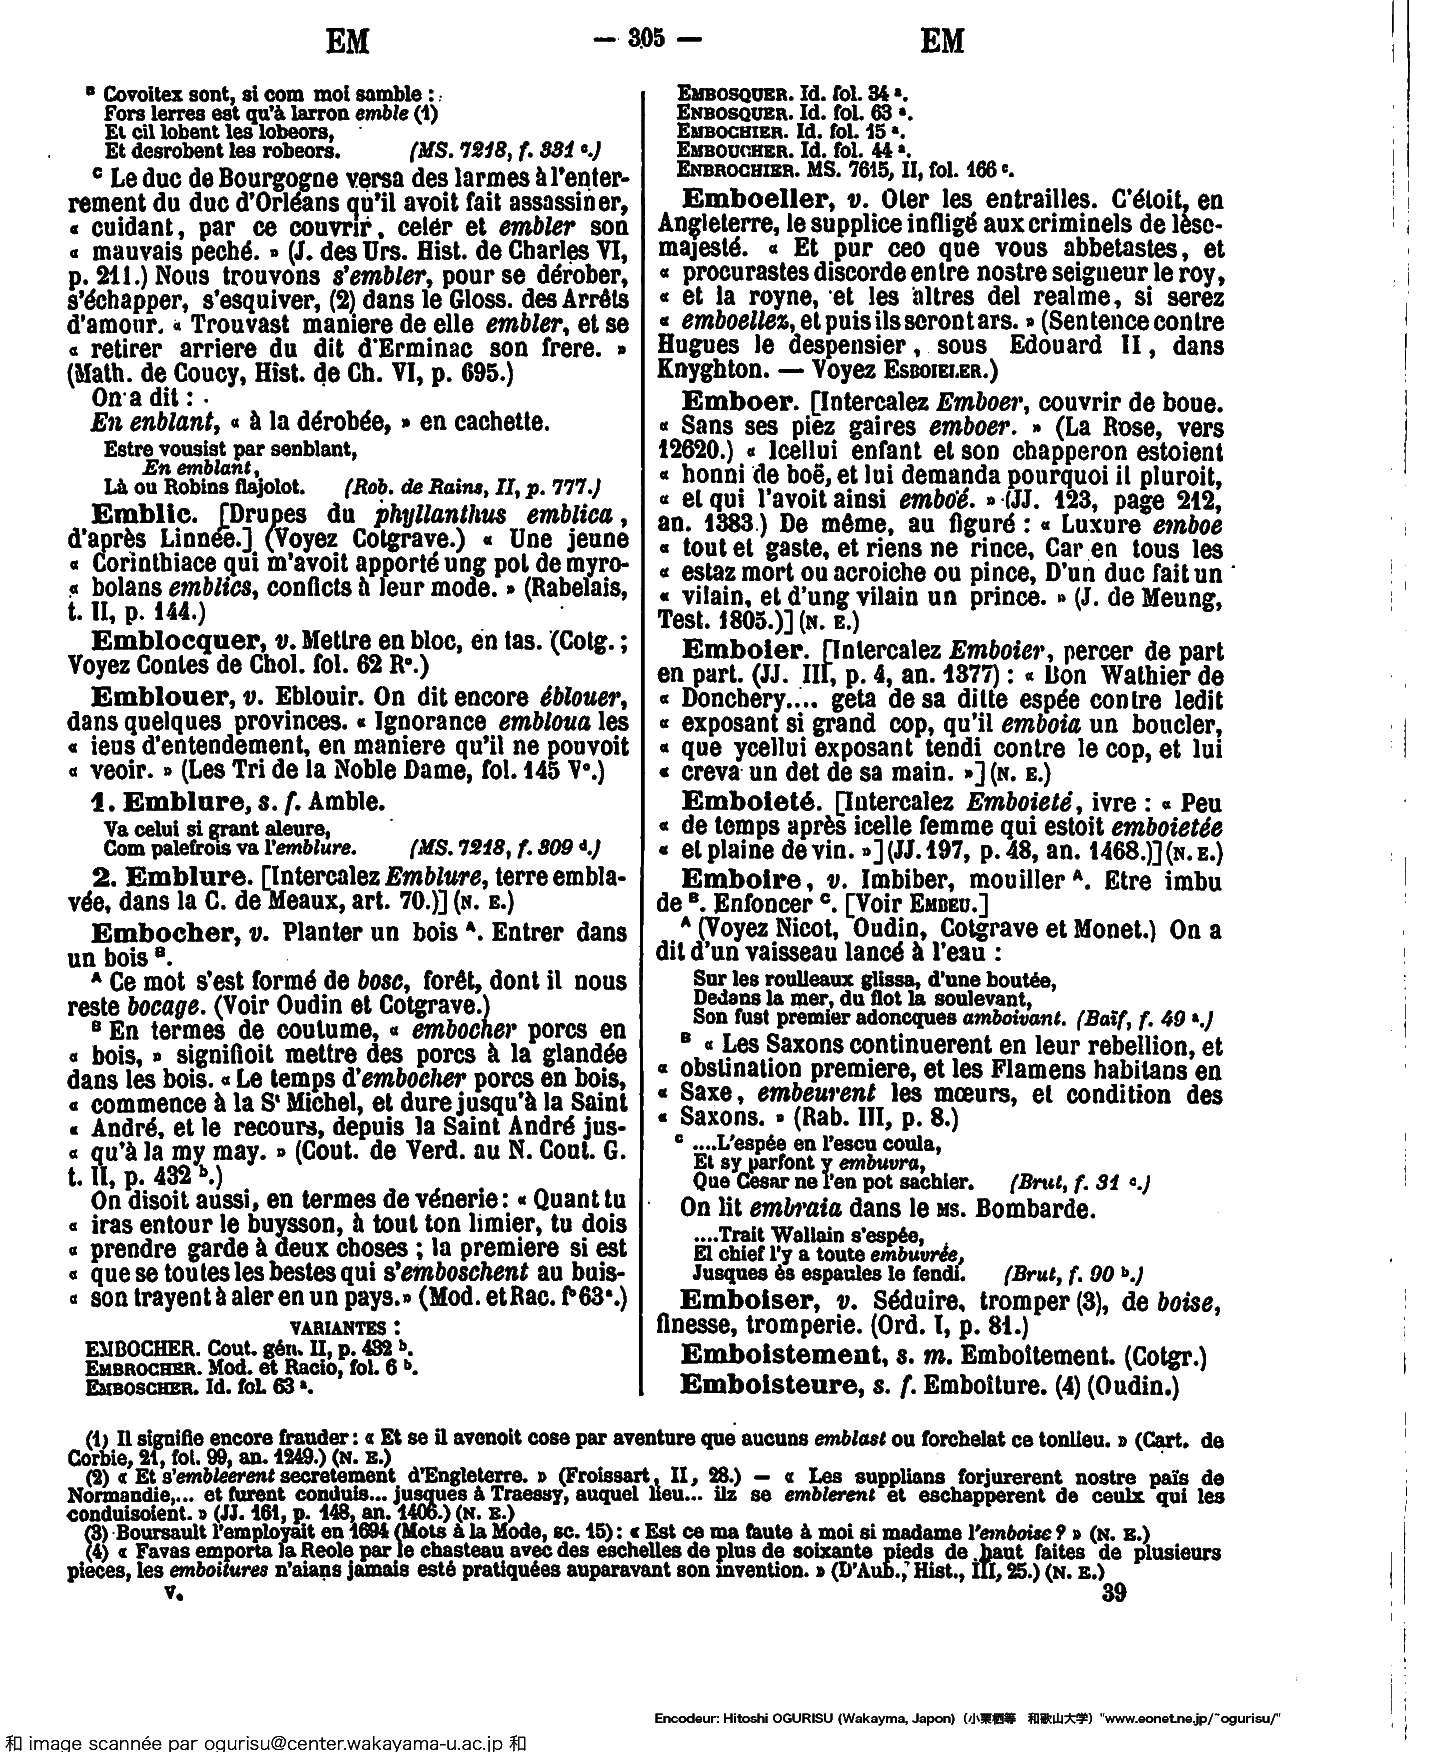 EM — 305 — EM
B Covoitex sont, si com moi samble :
Fors lerres est qu'à larron emble (1)
Et cil lobent les lobeors,
Et desrobent les robeors. (MS. 7218, f. 331 c.)
C Le duc de Bourgogne versa des larmes à l'enter-
rement du duc d'Orléans qu'il avoit fait assassiner,
« cuidant, par ce couvrir, celer et embler son
« mauvais peché. » (J. des Urs. Hist. de Charles VI,
p. 211.) Nous trouvons s'embler, pour se dérober,
s'échapper, s'esquiver, (2) dans le Gloss. des Arrêts
d'amour. « Trouvast maniere de elle embler, et se
« retirer arriere du dit d'Erminac son frere. »
(Math. de Coucy, Hist. de Ch. VI, p. 695.)
On a dit :
En enblant, « à la dérobée, » en cachette.
Estre vousist par senblant,
En emblant,
Là ou Robins flajolot. (Rob. de Rains, II, p. 777.)
Emblic. [Drupes du phyllanthus emblica,
d'après Linnée.] (Voyez Cotgrave.) « Une jeune
« Corinthiace qui m'avoit apporté ung pot de myro-
« bolans emblics, conficts à leur mode. » (Rabelais,
t. II, p. 144.)
Emblocquer, v. Mettre en bloc, en tas. (Cotg. ;
Voyez Contes de Chol. fol. 62 R°.)
Emblouer, v. Eblouir. On dit encore éblouer,
dans quelques provinces. « Ignorance embloua les
« ieus d'entendement, en maniere qu'il ne pouvoit
« veoir. » (Les Tri de la Noble Dame, fol. 145 V°.)
1. Emblure, s. f. Amble.
Va celui si grant aleure,
Com palefrois va l'emblure. (MS. 7218, f. 309 d.)
2. Emblure. [Intercalez Emblure, terre embla-
vée, dans la C. de Meaux, art. 70.)] (N. E.)
Embocher, v. Planter un bois A. Entrer dans
un bois B.
A Ce mot s'est formé de bosc, forêt, dont il nous
reste bocage. (Voir Oudin et Cotgrave.)
B En termes de coutume, « embocher porcs en
« bois, » signifioit mettre des porcs à la glandée
dans les bois. « Le temps d'embocher porcs en bois,
« commence à la St Michel, et dure jusqu'à la Saint
« André, et le recours, depuis la Saint André jus-
« qu'à la my may. » (Cout. de Verd. au N. Cout. G.
t. II, p. 432 b.)
On disoit aussi, en termes de vénerie : « Quant tu
« iras entour le buysson, à tout ton limier, tu dois
« prendre garde à deux choses ; la premiere si est
« que se toutes les bestes qui s'emboschent au buis-
« son trayent à aler en un pays. » (Mod. et Rac. f° 63 a.)
VARIANTES :
EMBOCHER. Cout. gén. II, p. 432 b.
EMBROCHER. Mod. et Racio, fol. 6 b.
EMBOSCHER. Id. fol. 63 a.
EMBOSQUER. Id. fol. 34 a.
ENBOSQUER. Id. fol. 63 a.
EMBOCHIER. Id. fol. 15 a.
EMBOUCHER. Id. fol. 44 a.
ENBROCHIER. MS. 7615, II, fol. 166 c.
Emboeller, v. Oter les entrailles. C'étoit, en
Angleterre, le supplice infligé aux criminels de lèse-
majesté. « Et pur ceo que vous abbetastes, et
« procurastes discorde entre nostre seigneur le roy,
« et la royne, et les altres del realme, si serez
« emboellez, et puis ils seront ars. » (Sentence contre
Hugues le despensier, sous Edouard II, dans
Knyghton. — Voyez ESBOIELER.)
Emboer. [Intercalez Emboer, couvrir de boue.
« Sans ses piez gaires emboer. » (La Rose, vers
12620.) « Icellui enfant et son chapperon estoient
« honni de boë, et lui demanda pourquoi il pluroit,
« et qui l'avoit ainsi emboé. » (JJ. 123, page 212,
an. 1383.) De même, au figuré : « Luxure emboe
« tout et gaste, et riens ne rince, Car en tous les
« estaz mort ou acroiche ou pince, D'un duc fait un
« vilain, et d'ung vilain un prince. » (J. de Meung,
Test. 1805.)] (N. E.)
Emboier. [Intercalez Emboier, percer de part
en part. (JJ. III, p. 4, an. 1377) : « Bon Wathier de
« Donchery.... geta de sa ditte espée contre ledit
« exposant si grand cop, qu'il emboia un boucler,
« que ycellui exposant tendi contre le cop, et lui
« creva un det de sa main. »] (N. E.)
Emboieté. [Intercalez Emboieté, ivre : « Peu
« de temps après icelle femme qui estoit emboietée
« et plaine de vin. »] (JJ. 197, p. 48, an. 1468.)] (N. E.)
Emboire, v. Imbiber, mouiller A. Etre imbu
de B. Enfoncer C. [Voir EMBEU.]
A (Voyez Nicot, Oudin, Cotgrave et Monet.) On a
dit d'un vaisseau lancé à l'eau :
Sur les roulleaux glissa, d'une boutée,
Dedans la mer, du flot la soulevant,
Son fust premier adoncques amboivant. (Baïf, f. 49 a.)
B « Les Saxons continuerent en leur rebellion, et
« obstination premiere, et les Flamens habitans en
« Saxe, embeurent les mœurs, et condition des
« Saxons. » (Rab. III, p. 8.)
C ....L'espée en l'escu coula,
Et sy parfont y embuvra,
Que Cesar ne l'en pot sachier. (Brut, f. 31 c.)
On lit embraia dans le MS. Bombarde.
....Trait Wallain s'espée,
El chief l'y a toute embuvrée,
Jusques ès espaules le fendi. (Brut, f. 90 b.)
Emboiser, v. Séduire, tromper (3), de boise,
finesse, tromperie. (Ord. I, p. 81.)
Emboistement, s. m. Emboîtement. (Cotgr.)
Emboisteure, s. f. Emboiture. (4) (Oudin.)
(1) Il signifie encore frauder : « Et se il avenoit cose par aventure que aucuns emblast ou forchelat ce tonlieu. » (Cart. de
Corbie, 21, fol. 99, an. 1249.) (N. E.)
(2) « Et s'embleerent secretement d'Engleterre. » (Froissart, II, 28.) — « Les supplians forjurerent nostre païs de
Normandie,... et furent conduis... jusques à Traessy, auquel lieu... ilz se emblerent et eschapperent de ceulx qui les
conduisoient. » (JJ. 161, p. 148, an. 1406.) (N. E.)
(3) Boursault l'employait en 1694 (Mots à la Mode, sc. 15) : « Est ce ma faute à moi si madame l'emboise ? » (N. E.)
(4) « Favas emporta la Reole par le chasteau avec des eschelles de plus de soixante pieds de haut faites de plusieurs
pieces, les emboitures n'aians jamais esté pratiquées auparavant son invention. » (D'Aub., Hist., III, 25.) (N. E.)
V. 39
Encodeur: Hitoshi OGURISU (Wakayma, Japon) (小栗栖等 和歌山大学) "www.eonet.ne.jp/~ogurisu/"
和 image scannée par ogurisu@center.wakayama-u.ac.jp 和